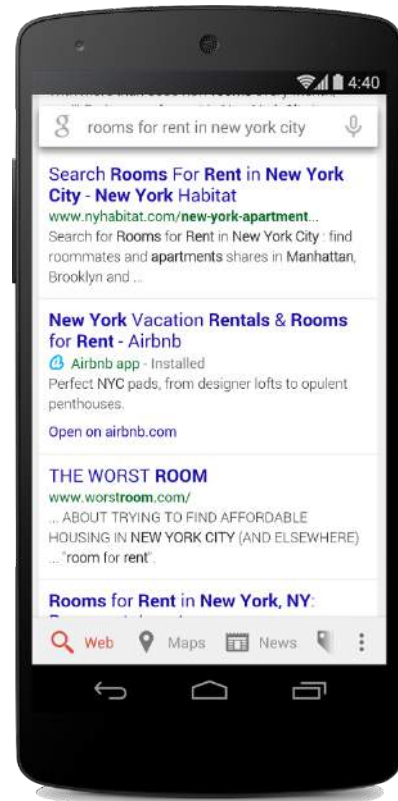 4:40
g rooms for rent in new york city
Search Rooms For Rent in New York
City - New York Habitat
www.nyhabitat.com/new-york-apartment...
Search for Rooms for Rent in New York City : find
roommates and apartments shares in Manhattan,
Brooklyn and ...
New York Vacation Rentals & Rooms
for Rent - Airbnb
Airbnb app - Installed
Perfect NYC pads, from designer lofts to opulent
penthouses.
Open on airbnb.com
THE WORST ROOM
www.worstroom.com/
... ABOUT TRYING TO FIND AFFORDABLE
HOUSING IN NEW YORK CITY (AND ELSEWHERE)
... "room for rent".
Rooms for Rent in New York, NY:
Web Maps News